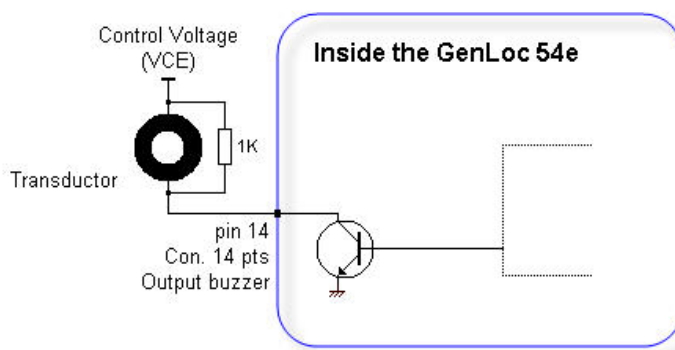 Control Voltage
(VCE)
Inside the GenLoc 54e
1K
Transductor
pin 14
Con. 14 pts
Output buzzer